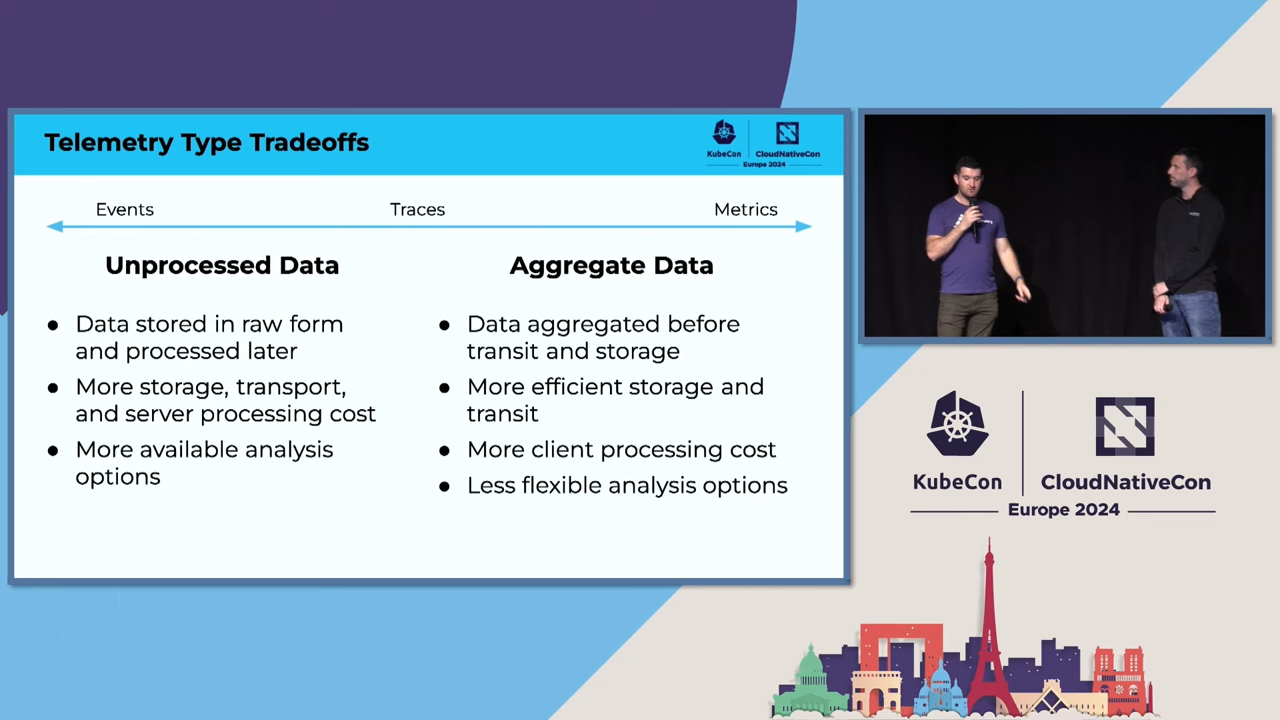 Telemetry Type Tradeoffs
KubeCon
CloudNativeCon
Europe 2024
Events
Traces
Metrics
Unprocessed Data
● Data stored in raw form
and processed later
● More storage, transport,
and server processing cost
● More available analysis
options
Aggregate Data
● Data aggregated before
transit and storage
● More efficient storage and
transit
● More client processing cost
● Less flexible analysis options
KubeCon
CloudNativeCon
Europe 2024